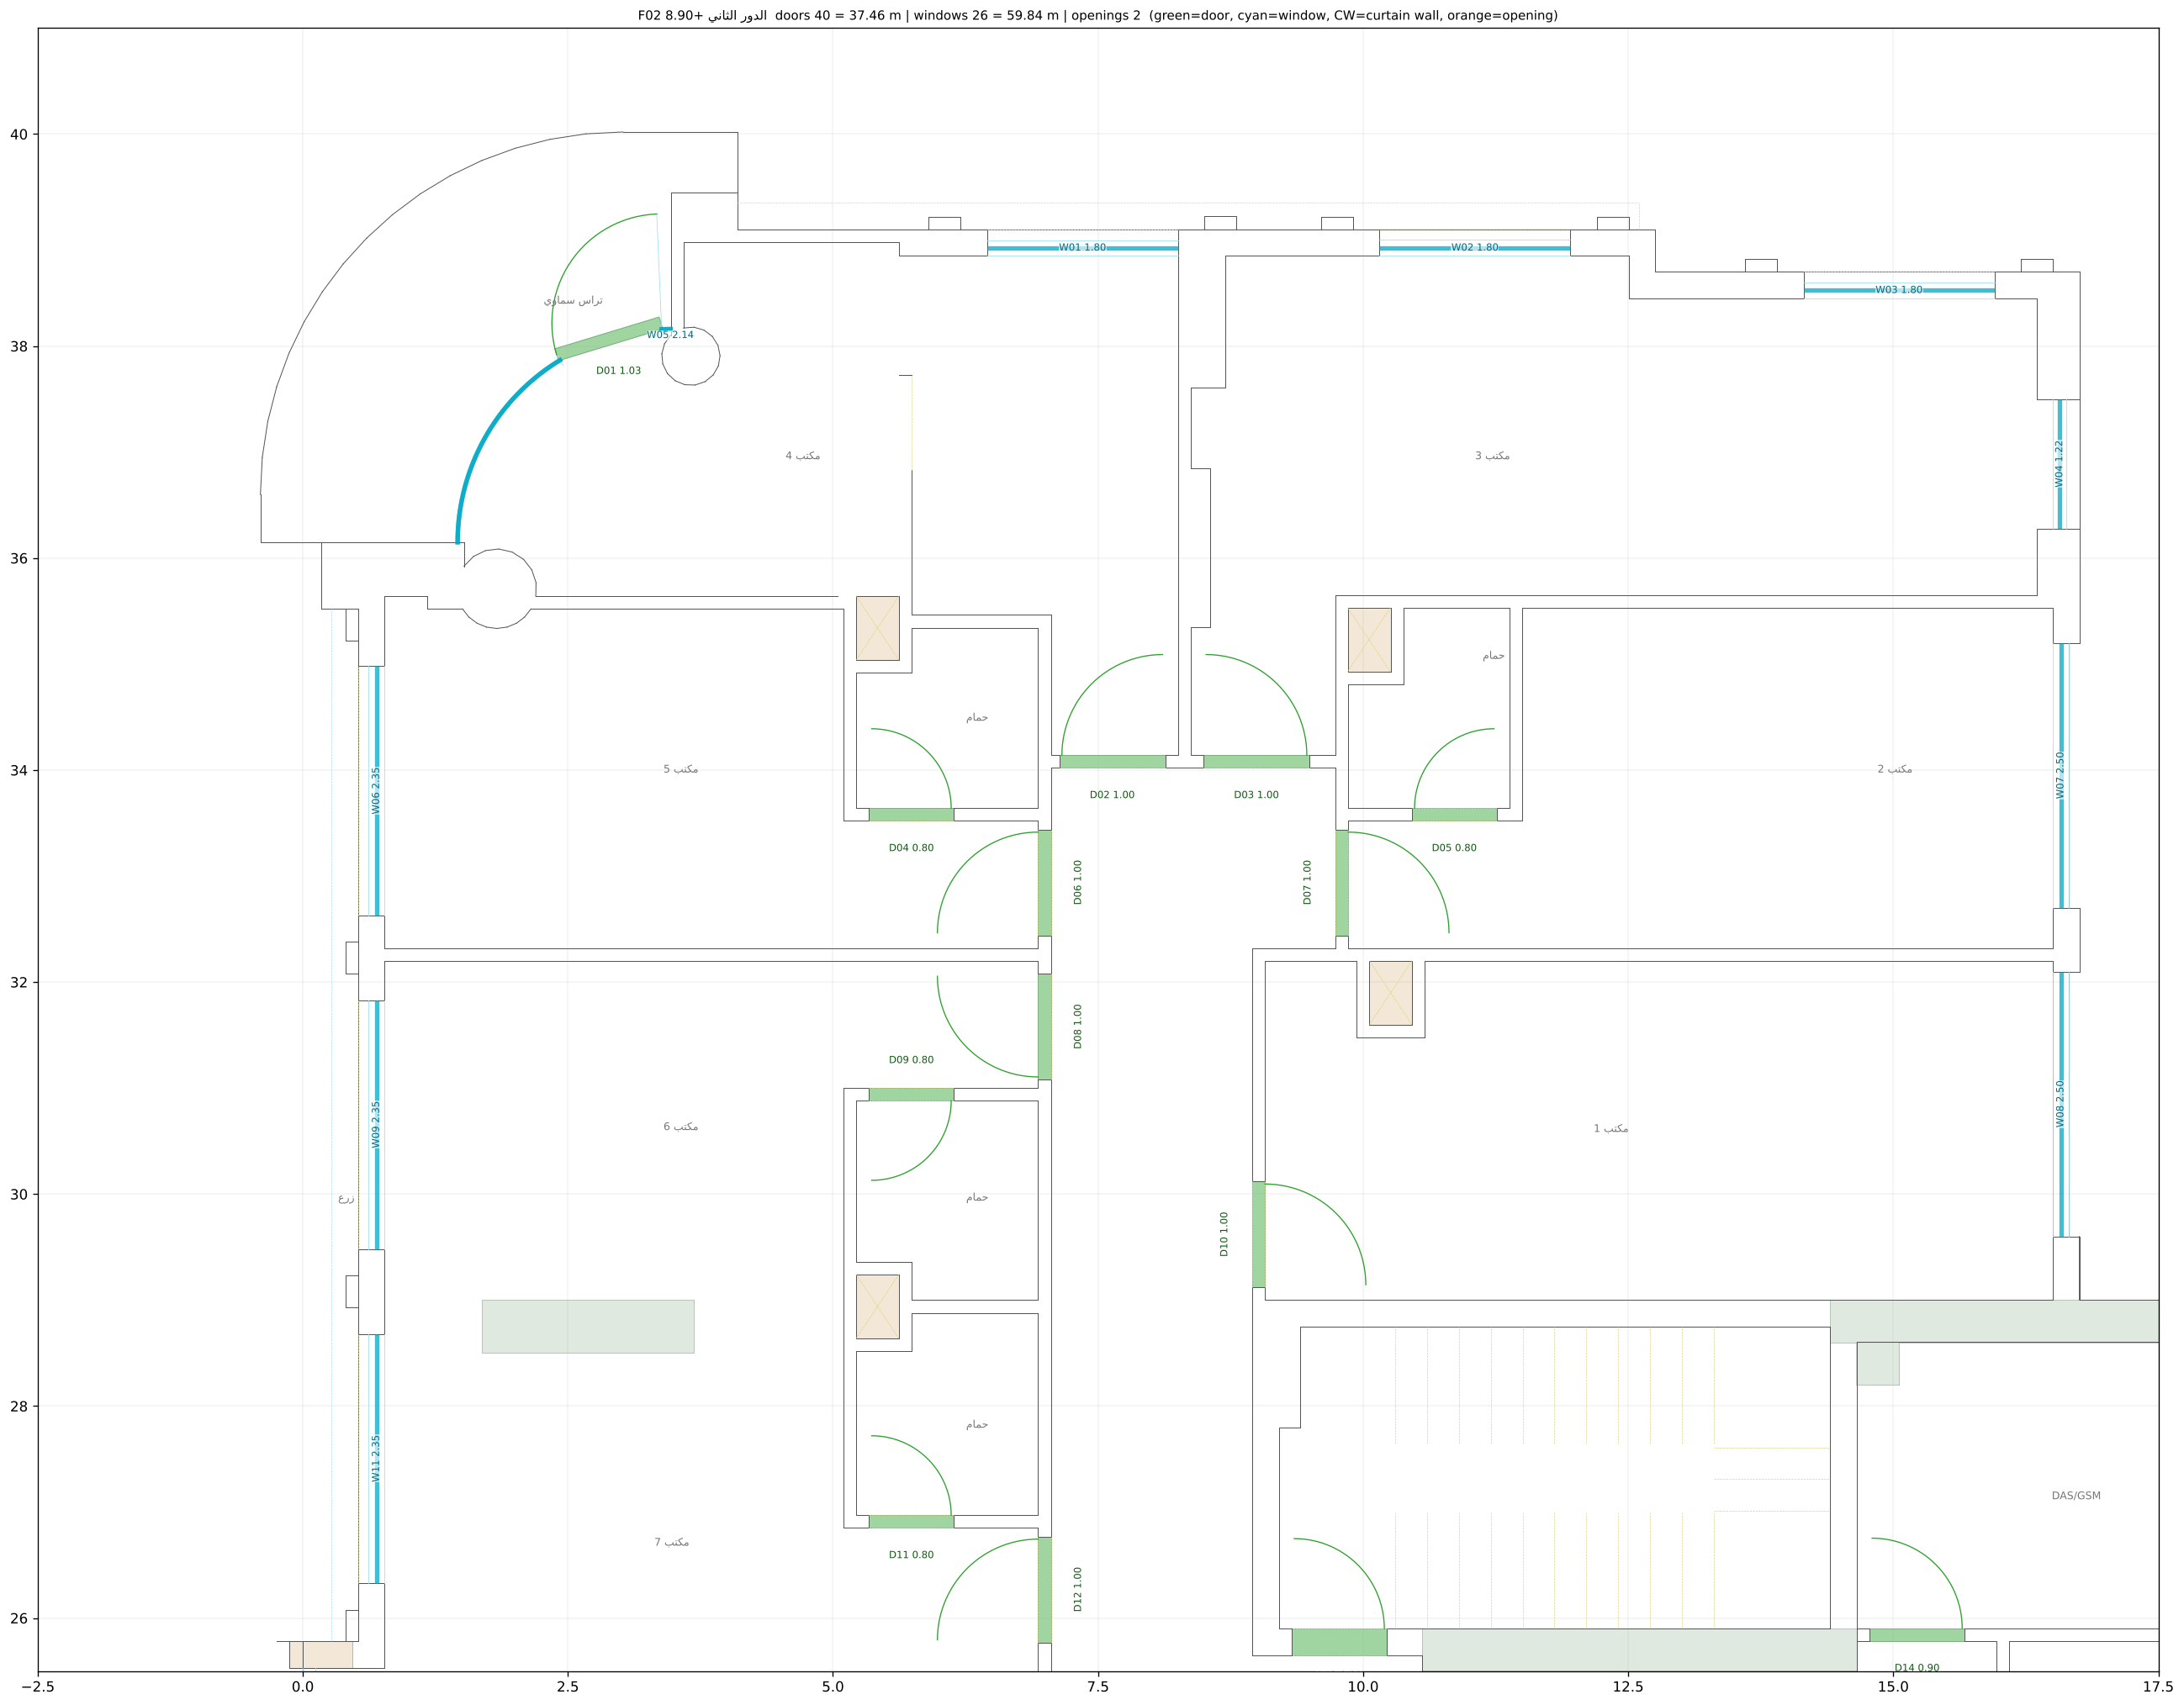 F02 8.90+ الدور الثاني  doors 40 = 37.46 m | windows 26 = 59.84 m | openings 2  (green=door, cyan=window, CW=curtain wall, orange=opening)
40
W01 1.80
W02 1.80
W03 1.80
تراس سماوي
W05 2.14
38
D01 1.03
مكتب 4
مكتب 3
W04 1.22
36
حمام
حمام
34
مكتب 5
مكتب 2
W06 2.35
W07 2.50
D02 1.00
D03 1.00
D04 0.80
D05 0.80
D06 1.00
D07 1.00
32
D08 1.00
D09 0.80
W09 2.35
W08 2.50
مكتب 6
مكتب 1
30
زرع
حمام
D10 1.00
28
حمام
W11 2.35
DAS/GSM
مكتب 7
D11 0.80
D12 1.00
26
D14 0.90
−2.5
0.0
2.5
5.0
7.5
10.0
12.5
15.0
17.5